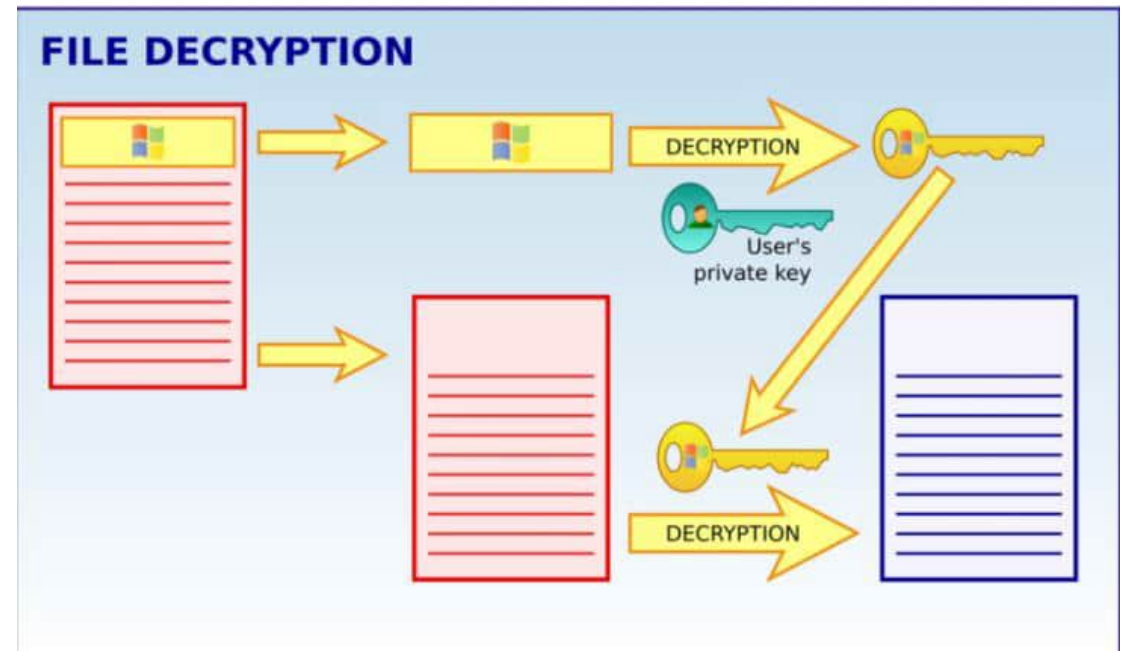 FILE DECRYPTION
DECRYPTION
User's
private key
DECRYPTION